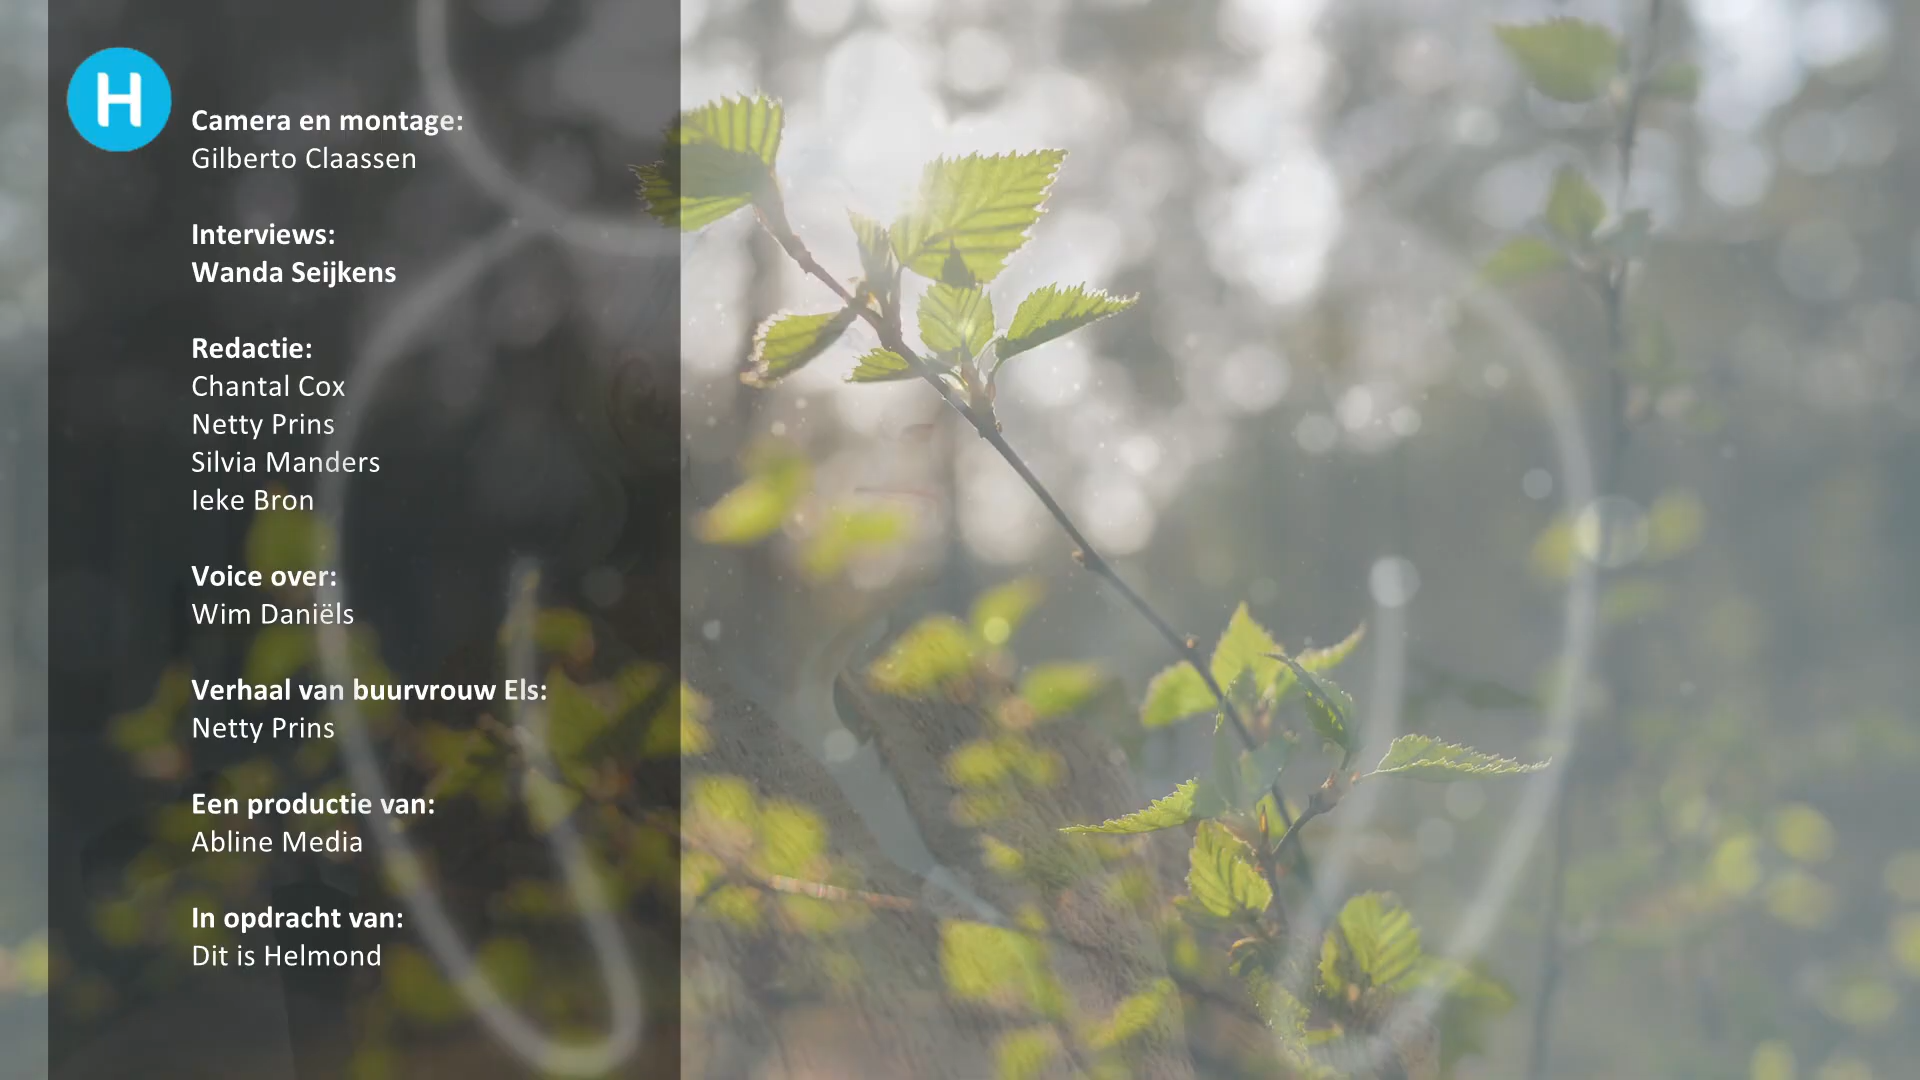 H
Camera en montage:
Gilberto Claassen
Interviews:
Wanda Seijkens
Redactie:
Chantal Cox
Netty Prins
Silvia Manders
Ieke Bron
Voice over:
Wim Daniëls
Verhaal van buurvrouw Els:
Netty Prins
Een productie van:
Abline Media
In opdracht van:
Dit is Helmond